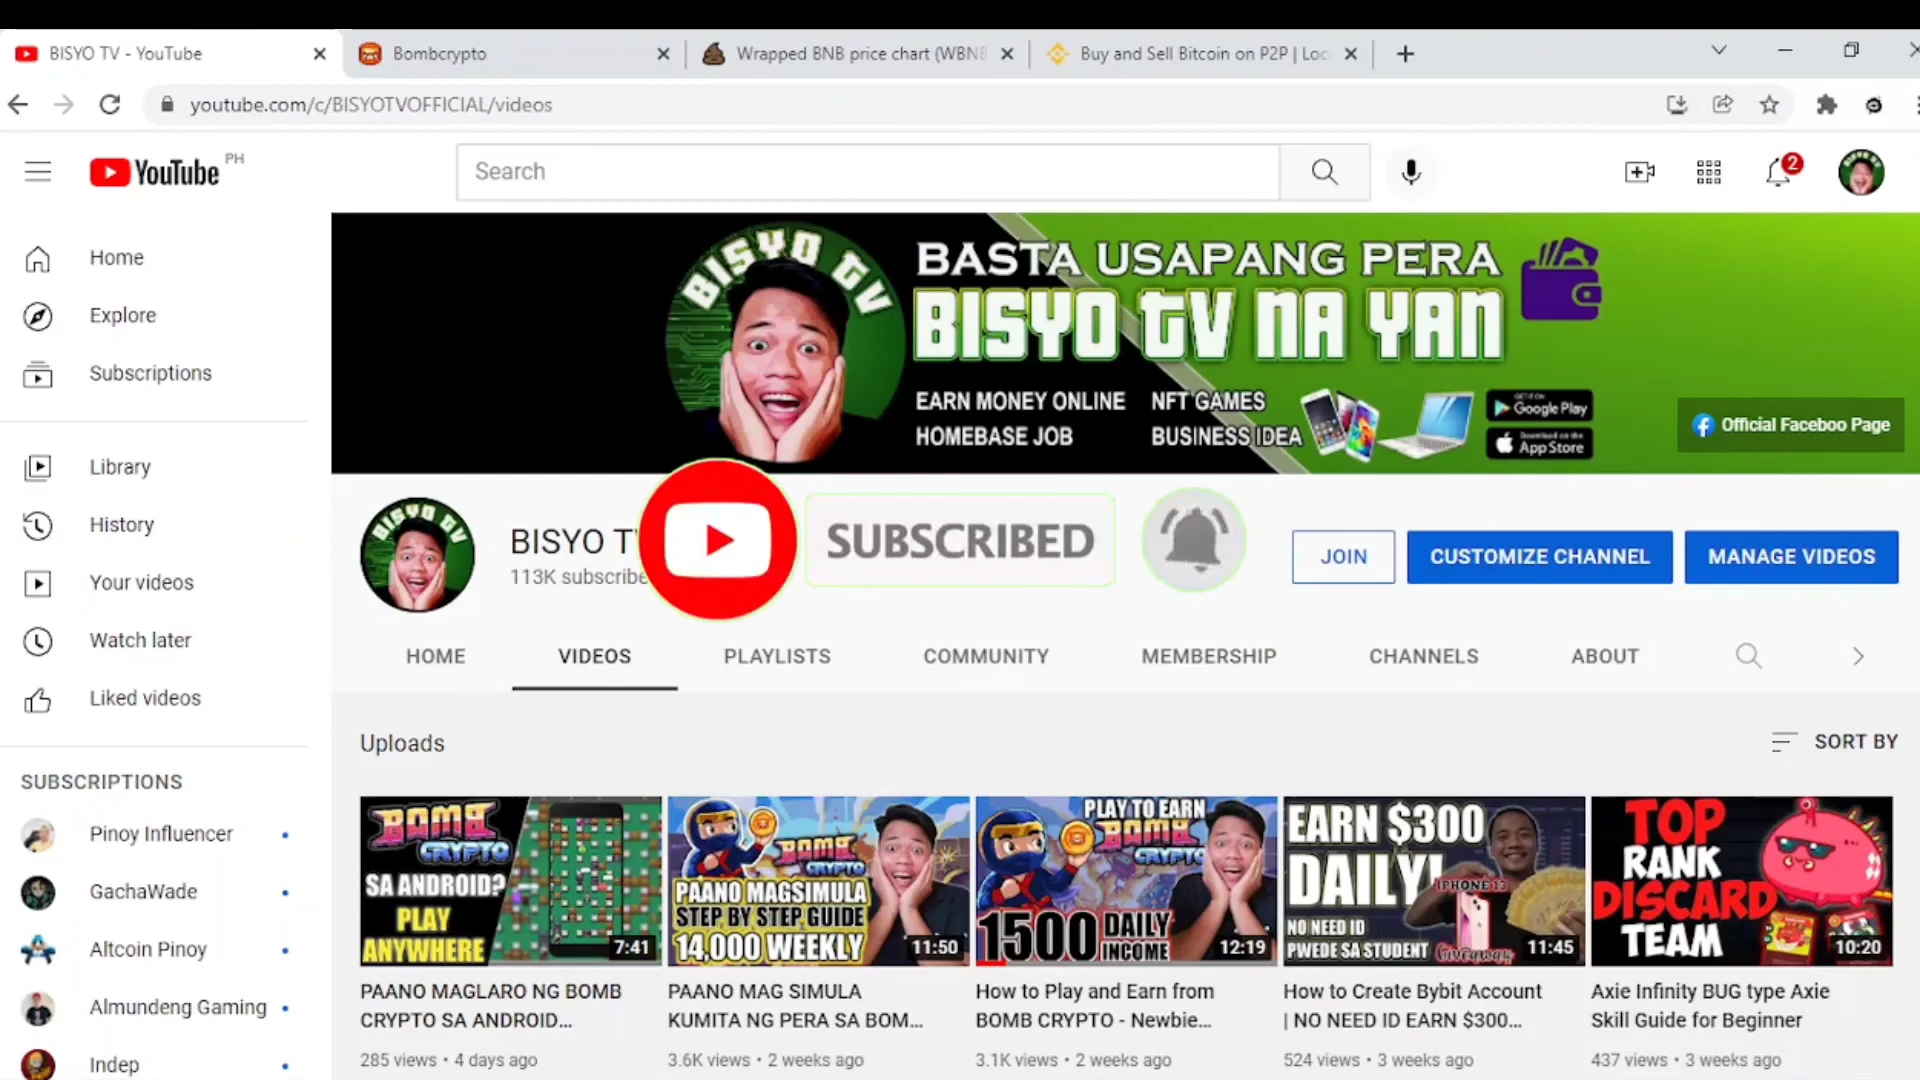 BISYO TV - YouTube
Bombcrypto
Wrapped BNB price chart (WBNB
Buy and Sell Bitcoin on P2P | Loc
youtube.com/c/BISYOTVOFFICIAL/videos
YouTube PH
Search
2
Home
Explore
Subscriptions
Library
History
Your videos
Watch later
Liked videos
SUBSCRIPTIONS
Pinoy Influencer
GachaWade
Altcoin Pinoy
Almundeng Gaming
Indep
BISYO TV
BASTA USAPANG PERA
BISYO TV NA YAN
EARN MONEY ONLINE
HOMEBASE JOB
NFT GAMES
BUSINESS IDEA
GET IT ON
Google Play
Download on the
App Store
Official Faceboo Page
BISYO TV
BISYO T
113K subscribe
SUBSCRIBED
JOIN
CUSTOMIZE CHANNEL
MANAGE VIDEOS
HOME
VIDEOS
PLAYLISTS
COMMUNITY
MEMBERSHIP
CHANNELS
ABOUT
Uploads
SORT BY
BOMB
CRYPTO
SA ANDROID?
PLAY
ANYWHERE
7:41
PAANO MAGLARO NG BOMB
CRYPTO SA ANDROID...
285 views • 4 days ago
BOMB
CRYPTO
PAANO MAGSIMULA
STEP BY STEP GUIDE
14,000 WEEKLY
11:50
PAANO MAG SIMULA
KUMITA NG PERA SA BOM...
3.6K views • 2 weeks ago
PLAY TO EARN
BOMB
CRYPTO
1500 DAILY
INCOME
12:19
How to Play and Earn from
BOMB CRYPTO - Newbie...
3.1K views • 2 weeks ago
EARN $300
DAILY!
IPHONE 13
NO NEED ID
PWEDE SA STUDENT
Giveaway
11:45
How to Create Bybit Account
| NO NEED ID EARN $300...
524 views • 3 weeks ago
TOP
RANK
DISCARD
TEAM
10:20
Axie Infinity BUG type Axie
Skill Guide for Beginner
437 views • 3 weeks ago